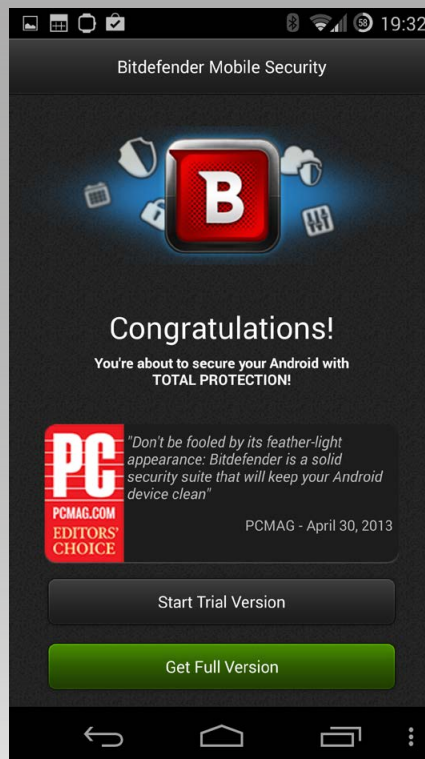 58 19:32
Bitdefender Mobile Security
B
Congratulations!
You're about to secure your Android with
TOTAL PROTECTION!
PC
PCMAG.COM
EDITORS'
CHOICE
"Don't be fooled by its feather-light
appearance: Bitdefender is a solid
security suite that will keep your Android
device clean"
PCMAG - April 30, 2013
Start Trial Version
Get Full Version